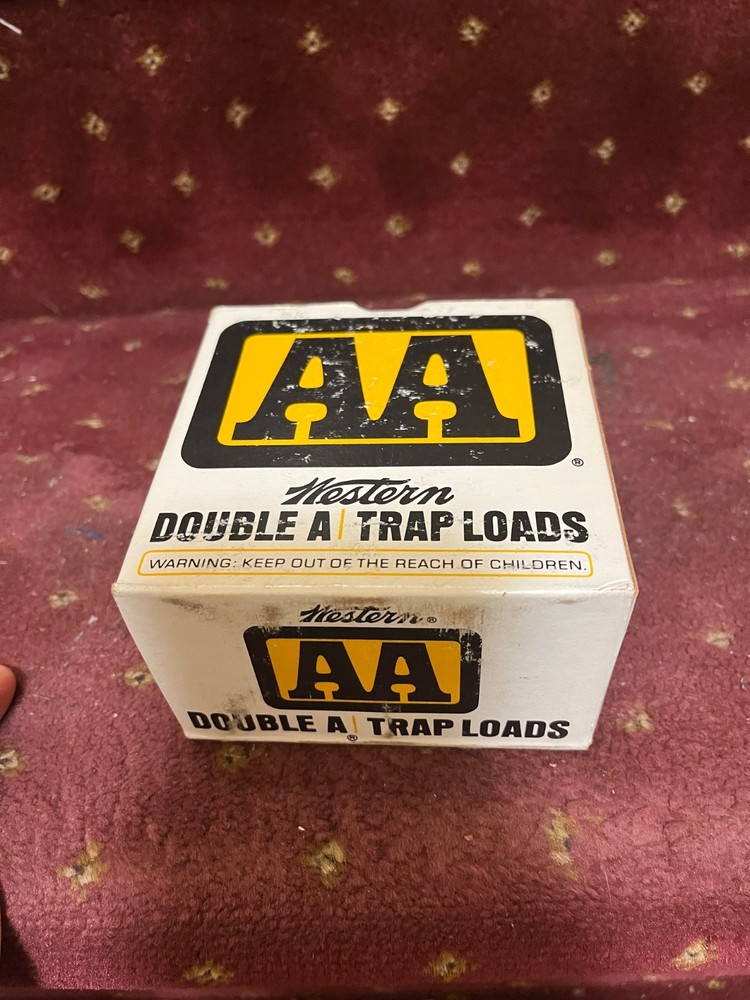 AA
®
Western
DOUBLE A | TRAP LOADS
WARNING: KEEP OUT OF THE REACH OF CHILDREN.
Western®
AA
DOUBLE A | TRAP LOADS
®